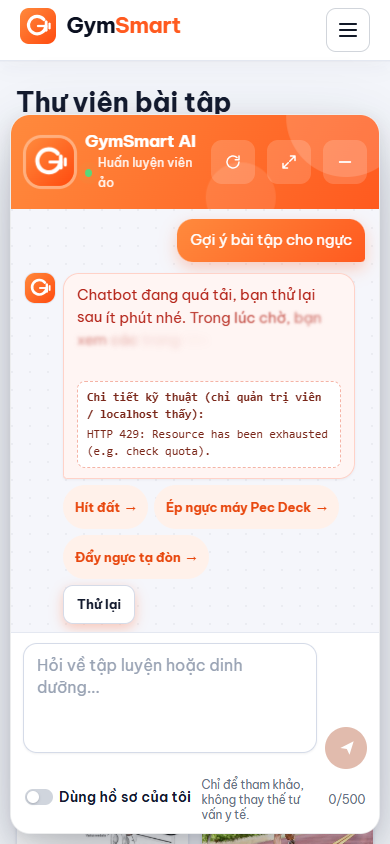 GymSmart
Thư viện bài tập
GymSmart AI
Huấn luyện viên
ảo
Gợi ý bài tập cho ngực
Chatbot đang quá tải, bạn thử lại
sau ít phút nhé. Trong lúc chờ, bạn
xem
Chi tiết kỹ thuật (chỉ quản trị viên
/ localhost thấy):
HTTP 429: Resource has been exhausted
(e.g. check quota).
Hít đất →
Ép ngực máy Pec Deck →
Đẩy ngực tạ đòn →
Thử lại
Hỏi về tập luyện hoặc dinh
dưỡng...
Dùng hồ sơ của tôi
Chỉ để tham khảo,
không thay thế tư
vấn y tế.
0/500